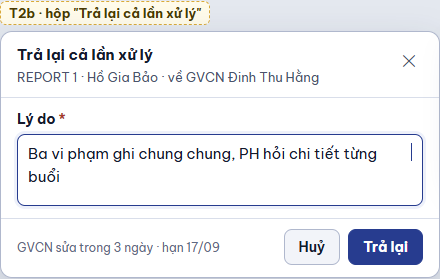 T2b · hộp "Trả lại cả lần xử lý"
Trả lại cả lần xử lý
REPORT 1 · Hồ Gia Bảo · về GVCN Đinh Thu Hằng
Lý do *
Ba vi phạm ghi chung chung, PH hỏi chi tiết từng
buổi
GVCN sửa trong 3 ngày · hạn 17/09
Huỷ
Trả lại